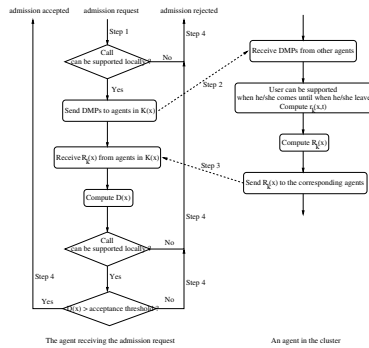 admission accepted
admission request
admission rejected
Step 1
Step 4
Call
can be supported locally ?
No
Yes
Step 2
Send DMPs to agents in K(x)
Receive R_k(x) from agents in K(x)
Step 3
Compute D(x)
Step 4
Call
can be supported locally ?
No
Yes
Step 4
Step 4
D(x) > acceptance threshold ?
Yes
No
The agent receiving the admission request
Receive DMPs from other agents
User can be supported
when he/she comes until when he/she leave
Compute r_k(x,t)
Compute R_k(x)
Send R_k(x) to the corresponding agents
An agent in the cluster